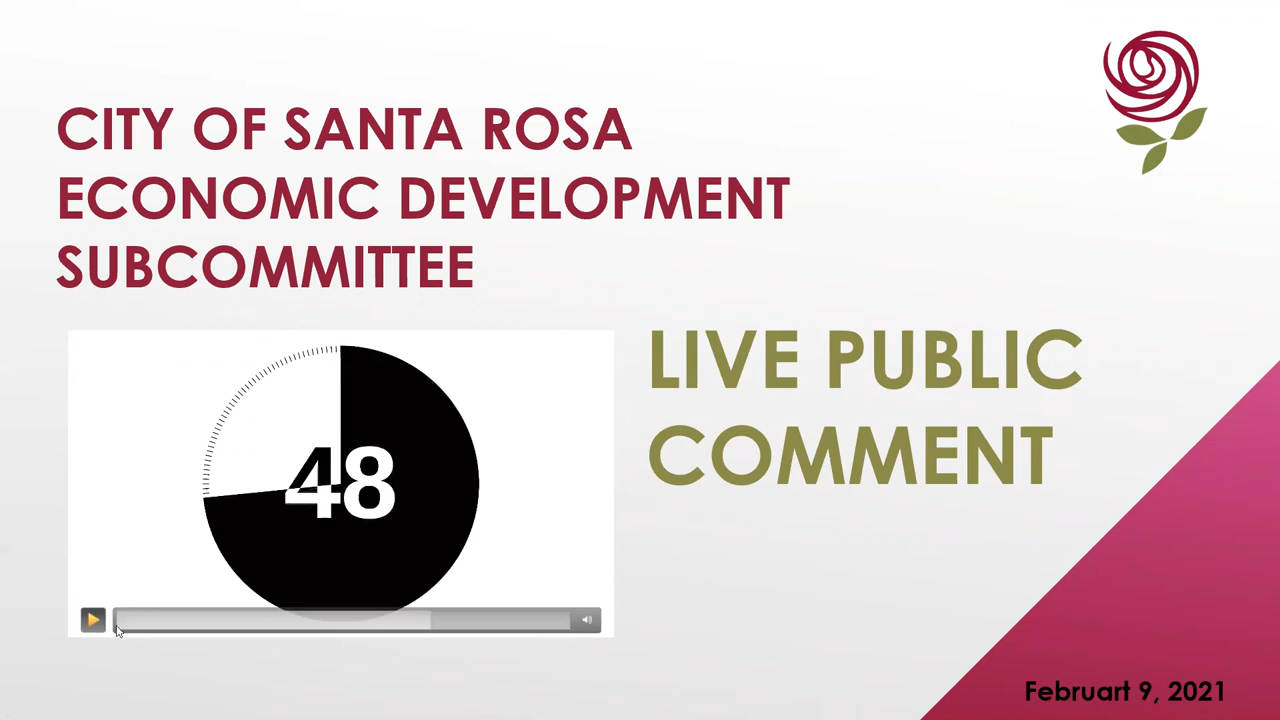 CITY OF SANTA ROSA
ECONOMIC DEVELOPMENT
SUBCOMMITTEE
LIVE PUBLIC
COMMENT
48
Februart 9, 2021